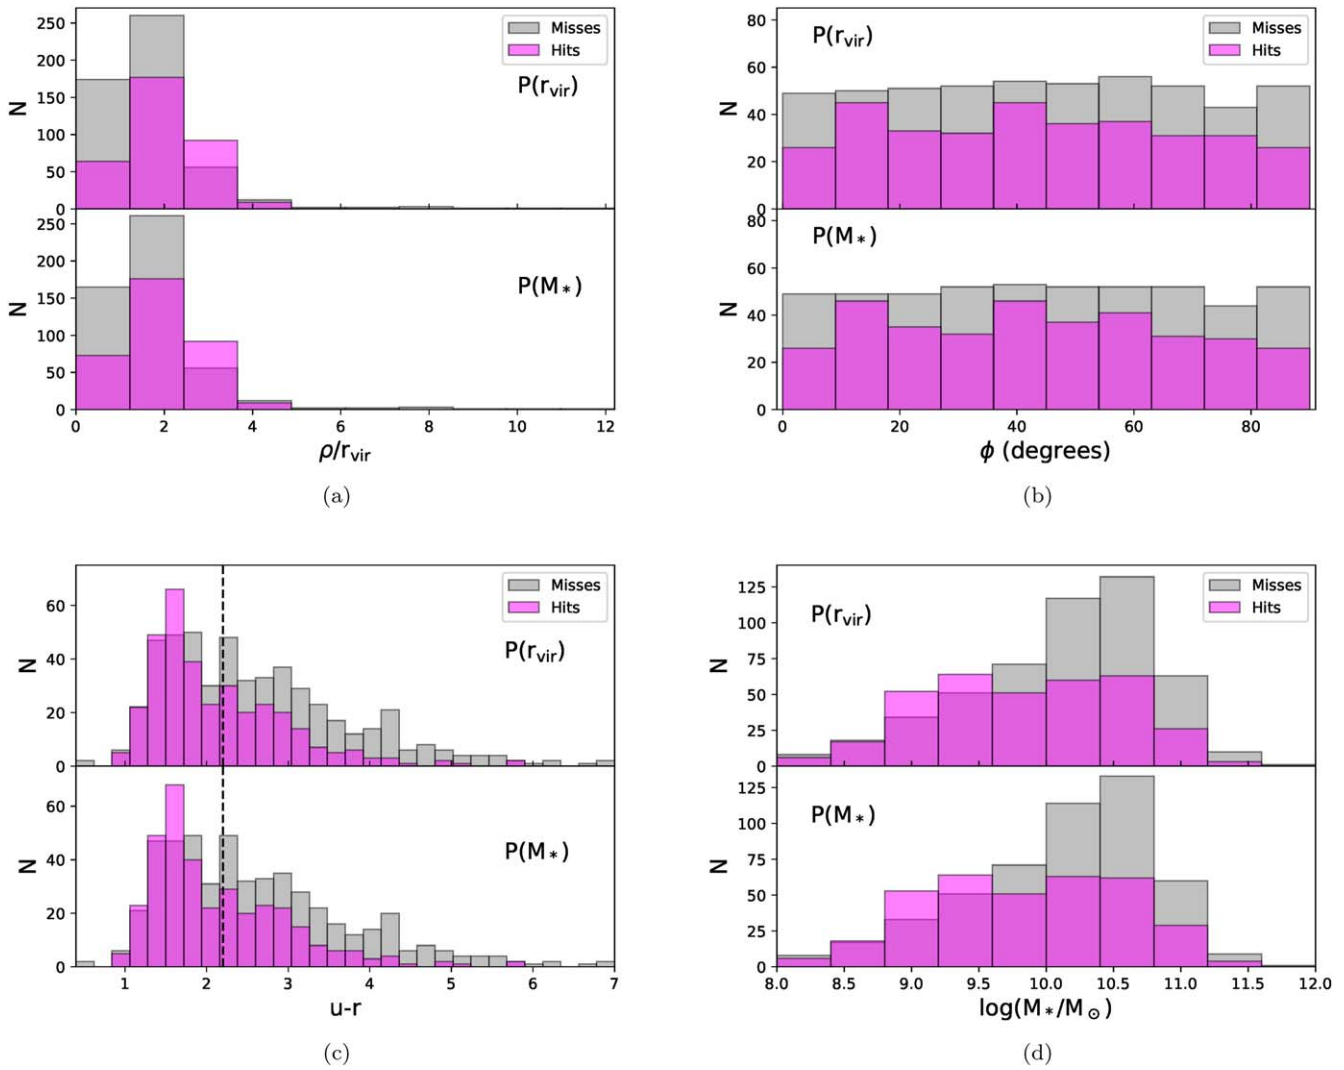 Misses
Hits
P(r_vir)
N
250
200
150
100
50
0
P(M_*)
N
250
200
150
100
50
0
0 2 4 6 8 10 12
ρ/r_vir
(a)
Misses
Hits
P(r_vir)
N
80
60
40
20
0
P(M_*)
N
80
60
40
20
0
0 20 40 60 80
ϕ (degrees)
(b)
Misses
Hits
P(r_vir)
N
60
40
20
0
P(M_*)
N
60
40
20
0
1 2 3 4 5 6 7
u-r
(c)
Misses
Hits
P(r_vir)
N
125
100
75
50
25
0
P(M_*)
N
125
100
75
50
25
0
8.0 8.5 9.0 9.5 10.0 10.5 11.0 11.5 12.0
log(M_*/M_⊙)
(d)